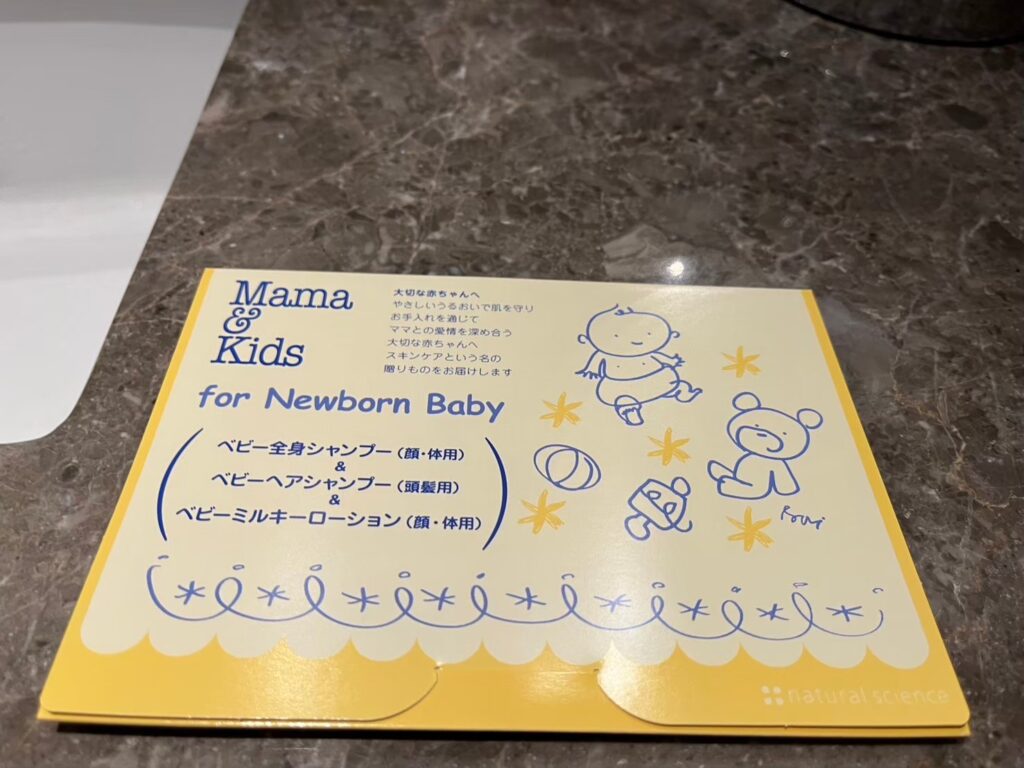 Mama
&
Kids
大切な赤ちゃんへ
やさしいうるおいで肌を守り
お手入れを通じて
ママとの愛情を深め合う
大切な赤ちゃんへ
スキンケアという名の
贈りものをお届けします
for Newborn Baby
ベビー全身シャンプー(顔・体用)
&
ベビーヘアシャンプー(頭髪用)
&
ベビーミルキーローション(顔・体用)
natural science